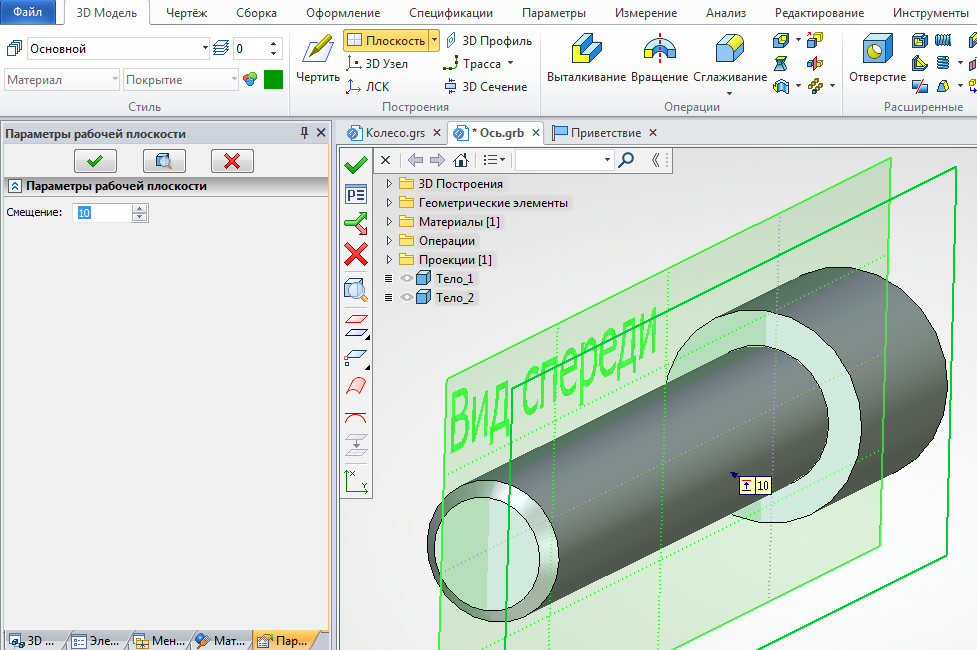 Файл 3D Модель Чертёж Сборка Оформление Спецификации Параметры Измерение Анализ Редактирование Инструменты
Основной 0
Материал Покрытие
Стиль
Чертить
Плоскость 3D Профиль
3D Узел Трасса
ЛСК 3D Сечение
Построения
Выталкивание Вращение Сглаживание
Операции
Отверстие
Расширенные
Параметры рабочей плоскости
Параметры рабочей плоскости
Смещение: 10
Колесо.grs * Ось.grb Приветствие
3D Построения
Геометрические элементы
Материалы [1]
Операции
Проекции [1]
Тело_1
Тело_2
Вид спереди
10
X
Y
3D ... Эле... Мен... Мат... Пар...